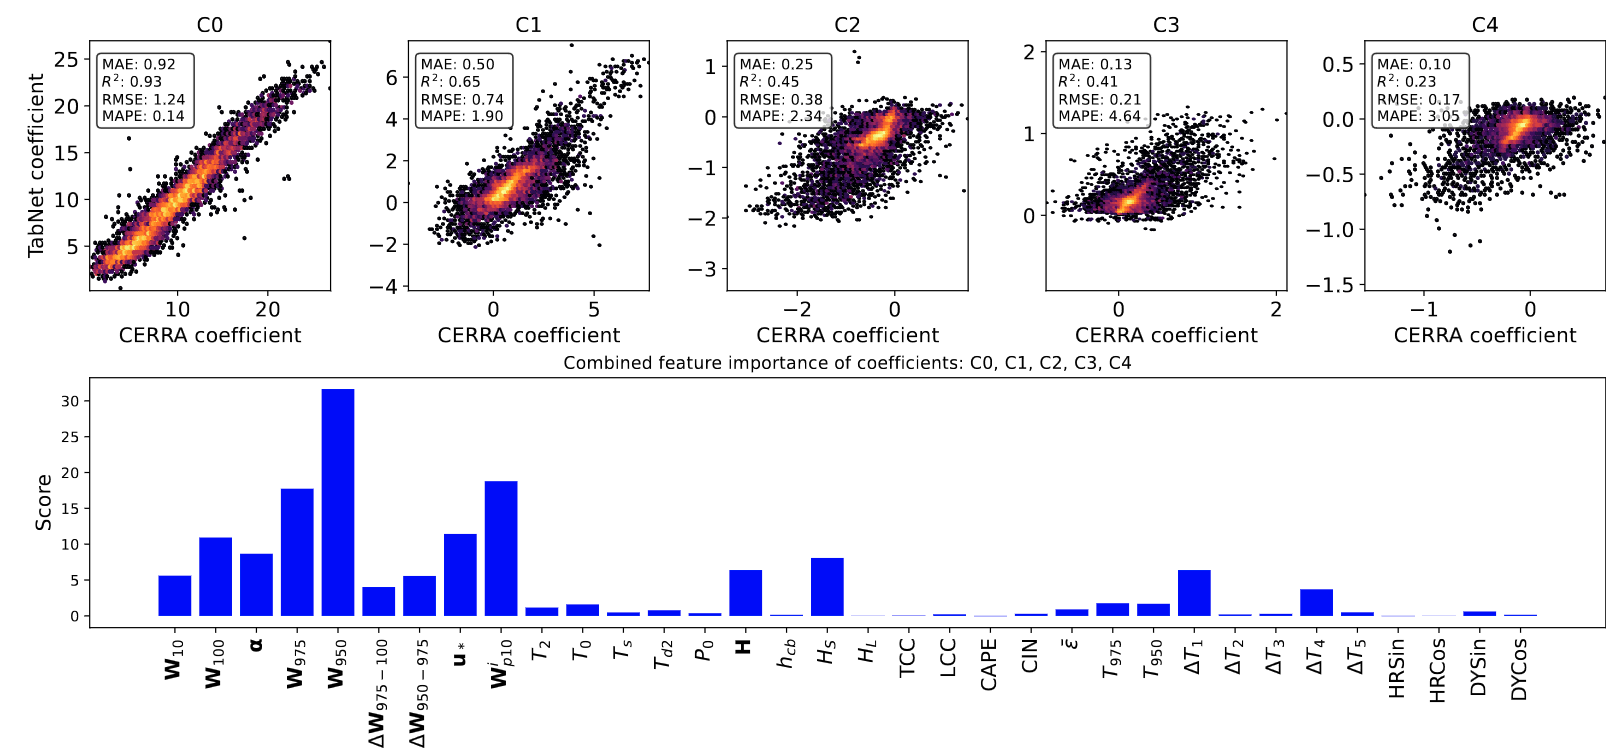 C0 C1 C2 C3 C4
TabNet coefficient
25
20
15
10
5
MAE: 0.92
R²: 0.93
RMSE: 1.24
MAPE: 0.14
10 20
CERRA coefficient
6
4
2
0
−2
−4
MAE: 0.50
R²: 0.65
RMSE: 0.74
MAPE: 1.90
0 5
CERRA coefficient
1
0
−1
−2
−3
MAE: 0.25
R²: 0.45
RMSE: 0.38
MAPE: 2.34
−2 0
CERRA coefficient
2
1
0
MAE: 0.13
R²: 0.41
RMSE: 0.21
MAPE: 4.64
0 2
CERRA coefficient
0.5
0.0
−0.5
−1.0
−1.5
MAE: 0.10
R²: 0.23
RMSE: 0.17
MAPE: 3.05
−1 0
CERRA coefficient
Combined feature importance of coefficients: C0, C1, C2, C3, C4
Score
30
25
20
15
10
5
0
W₁₀
W₁₀₀
α
W₉₇₅
W₉₅₀
ΔW₉₇₅₋₁₀₀
ΔW₉₅₀₋₉₇₅
u*
Wⁱₚ₁₀
T₂
T₀
Tₛ
T_d2
P₀
H
h_cb
H_S
H_L
TCC
LCC
CAPE
CIN
ε̄
T₉₇₅
T₉₅₀
ΔT₁
ΔT₂
ΔT₃
ΔT₄
ΔT₅
HRSin
HRCos
DYSin
DYCos